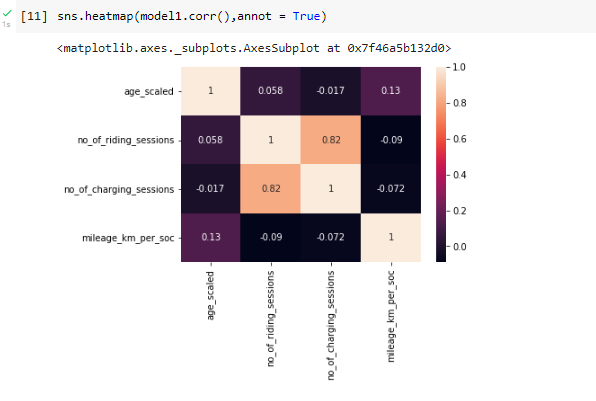 [11] sns.heatmap(model1.corr(),annot = True)
1s
<matplotlib.axes._subplots.AxesSubplot at 0x7f46a5b132d0>
1.0
age_scaled 1 0.058 -0.017 0.13
0.8
no_of_riding_sessions 0.058 1 0.82 -0.09
0.6
0.4
no_of_charging_sessions -0.017 0.82 1 -0.072
0.2
mileage_km_per_soc 0.13 -0.09 -0.072 1
0.0
age_scaled
no_of_riding_sessions
no_of_charging_sessions
mileage_km_per_soc